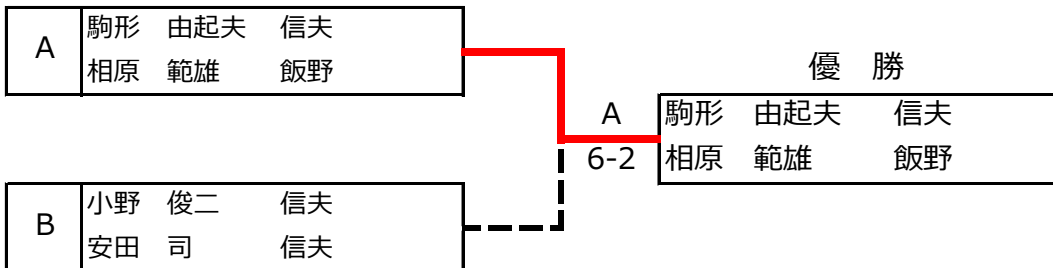 A
駒形 由起夫 信夫
相原 範雄 飯野
優 勝
A
6-2
駒形 由起夫 信夫
相原 範雄 飯野
B
小野 俊二 信夫
安田 司 信夫